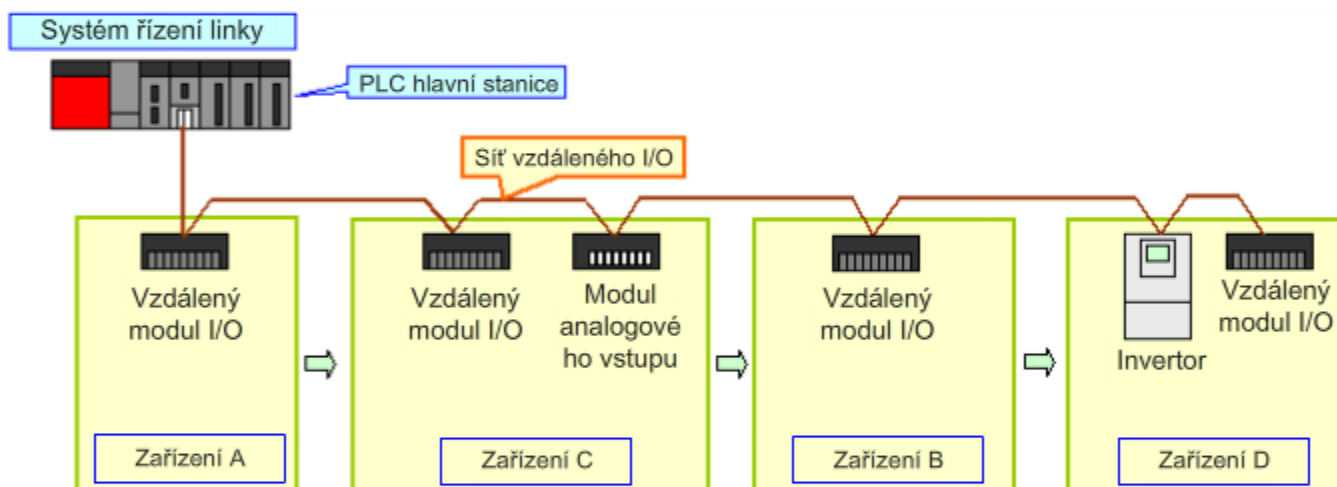 Systém řízení linky
PLC hlavní stanice
Síť vzdáleného I/O
Vzdálený
modul I/O
Vzdálený
modul I/O
Modul
analogové
ho vstupu
Vzdálený
modul I/O
Invertor
Vzdálený
modul I/O
Zařízení A
Zařízení C
Zařízení B
Zařízení D